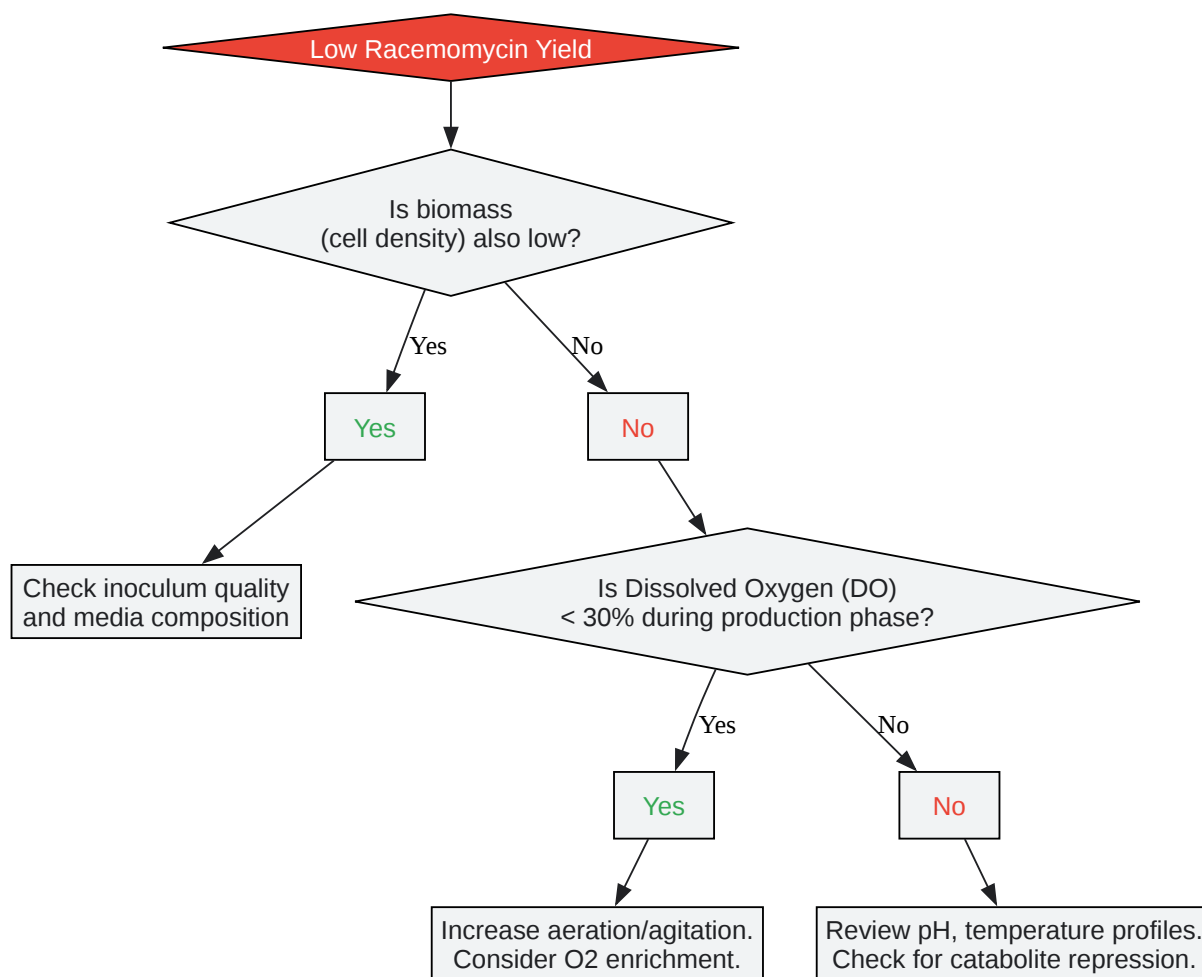 Low Racemomycin Yield
Is biomass
(cell density) also low?
Yes
No
Yes
No
Check inoculum quality
and media composition
Is Dissolved Oxygen (DO)
< 30% during production phase?
Yes
No
Yes
No
Increase aeration/agitation.
Consider O2 enrichment.
Review pH, temperature profiles.
Check for catabolite repression.